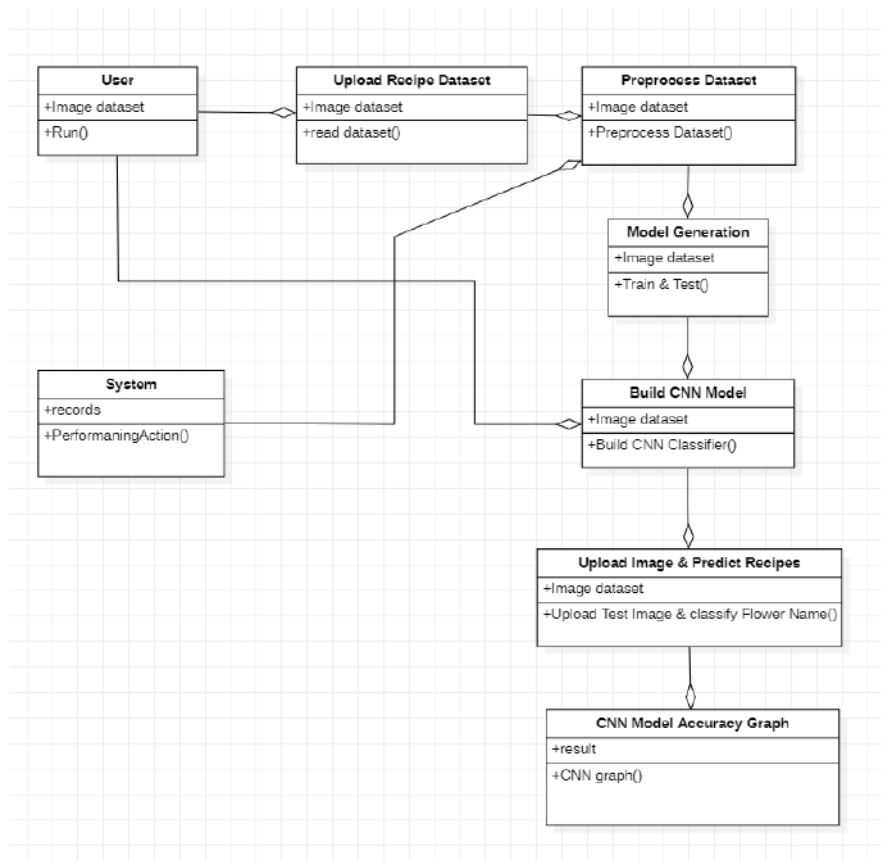 User
+Image dataset
+Run()
Upload Recipe Dataset
+Image dataset
+read dataset()
Preprocess Dataset
+Image dataset
+Preprocess Dataset()
Model Generation
+Image dataset
+Train & Test()
System
+records
+PerformaningAction()
Build CNN Model
+Image dataset
+Build CNN Classifier()
Upload Image & Predict Recipes
+Image dataset
+Upload Test Image & classify Flower Name()
CNN Model Accuracy Graph
+result
+CNN graph()